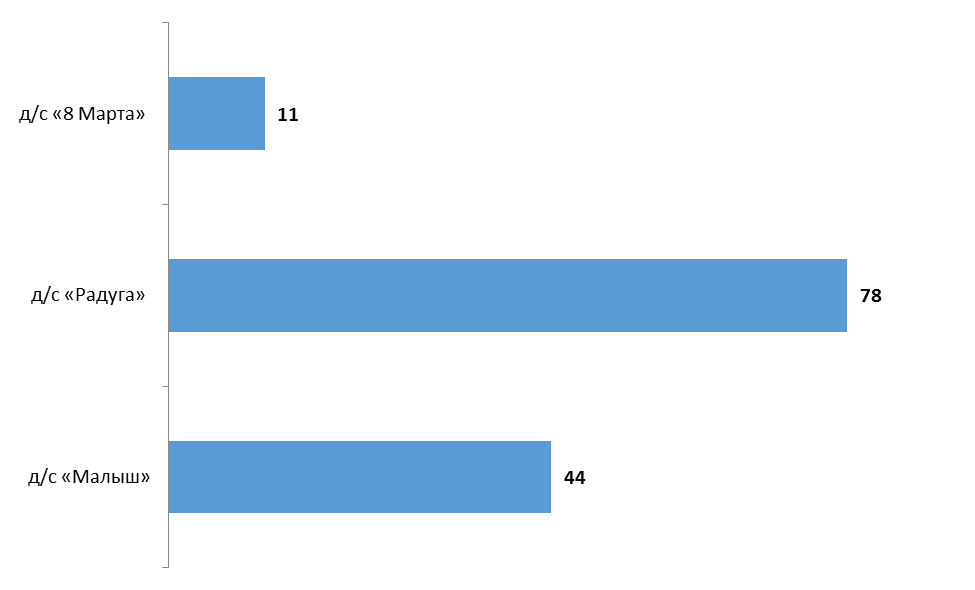 д/с «8 Марта»
11
д/с «Радуга»
78
д/с «Малыш»
44